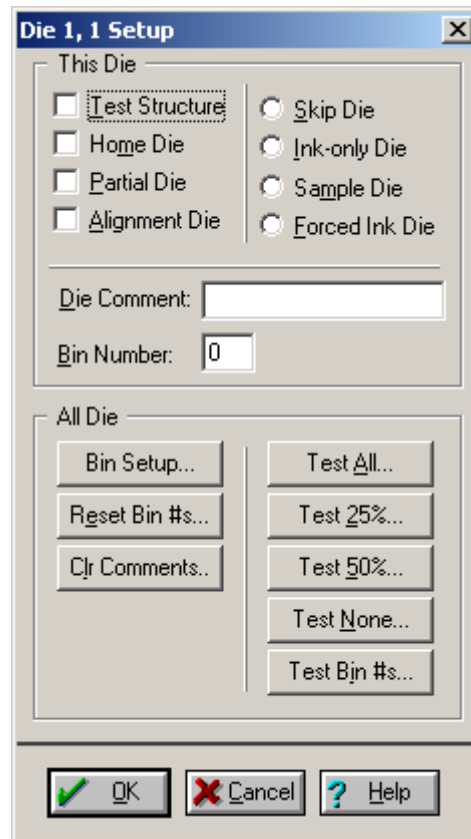 Die 1, 1 Setup
This Die
Test Structure
Home Die
Partial Die
Alignment Die
Skip Die
Ink-only Die
Sample Die
Forced Ink Die
Die Comment:
Bin Number: 0
All Die
Bin Setup...
Reset Bin #s...
Clr Comments..
Test All...
Test 25%...
Test 50%...
Test None...
Test Bin #s...
OK Cancel ? Help